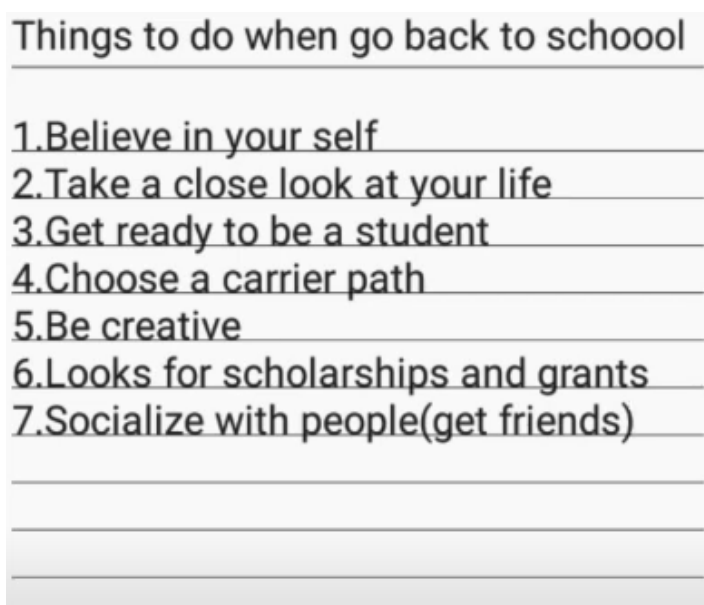 Things to do when go back to schoool
1.Believe in your self
2.Take a close look at your life
3.Get ready to be a student
4.Choose a carrier path
5.Be creative
6.Looks for scholarships and grants
7.Socialize with people(get friends)